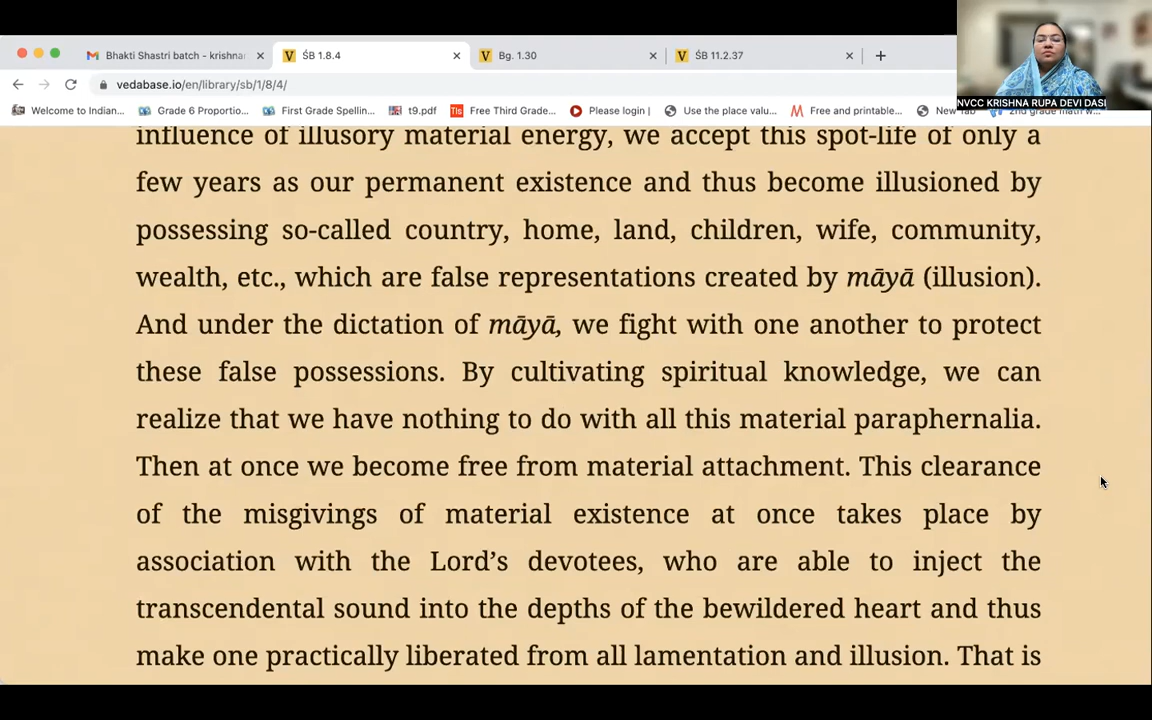 Bhakti Shastri batch - krishna
ŚB 1.8.4
Bg. 1.30
ŚB 11.2.37
vedabase.io/en/library/sb/1/8/4/
Welcome to Indian...
Grade 6 Proportio...
First Grade Spellin...
t9.pdf
Free Third Grade...
Please login |
Use the place valu...
Free and printable...
New Tab
2nd grade math w...
NVCC KRISHNA RUPA DEVI DASI
influence of illusory material energy, we accept this spot-life of only a
few years as our permanent existence and thus become illusioned by
possessing so-called country, home, land, children, wife, community,
wealth, etc., which are false representations created by māyā (illusion).
And under the dictation of māyā, we fight with one another to protect
these false possessions. By cultivating spiritual knowledge, we can
realize that we have nothing to do with all this material paraphernalia.
Then at once we become free from material attachment. This clearance
of the misgivings of material existence at once takes place by
association with the Lord's devotees, who are able to inject the
transcendental sound into the depths of the bewildered heart and thus
make one practically liberated from all lamentation and illusion. That is